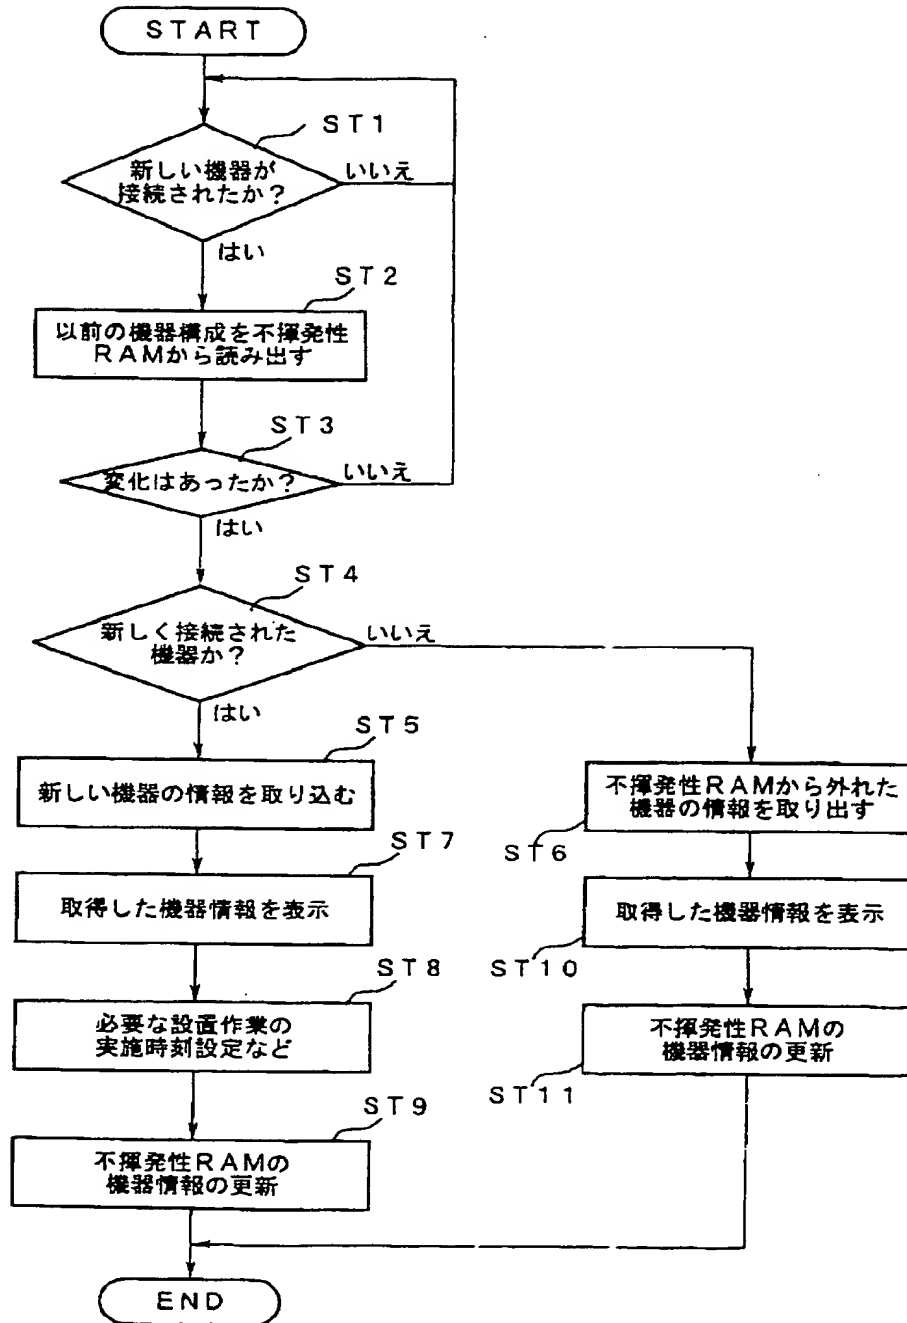 START
ST1
新しい機器が
接続されたか？
いいえ
はい
ST2
以前の機器構成を不揮発性
RAMから読み出す
ST3
変化はあったか？
いいえ
はい
ST4
新しく接続された
機器か？
いいえ
はい
ST5
新しい機器の情報を取り込む
不揮発性RAMから外れた
機器の情報を取り出す
ST6
ST7
取得した機器情報を表示
取得した機器情報を表示
ST10
ST8
必要な設置作業の
実施時刻設定など
不揮発性RAMの
機器情報の更新
ST11
ST9
不揮発性RAMの
機器情報の更新
END